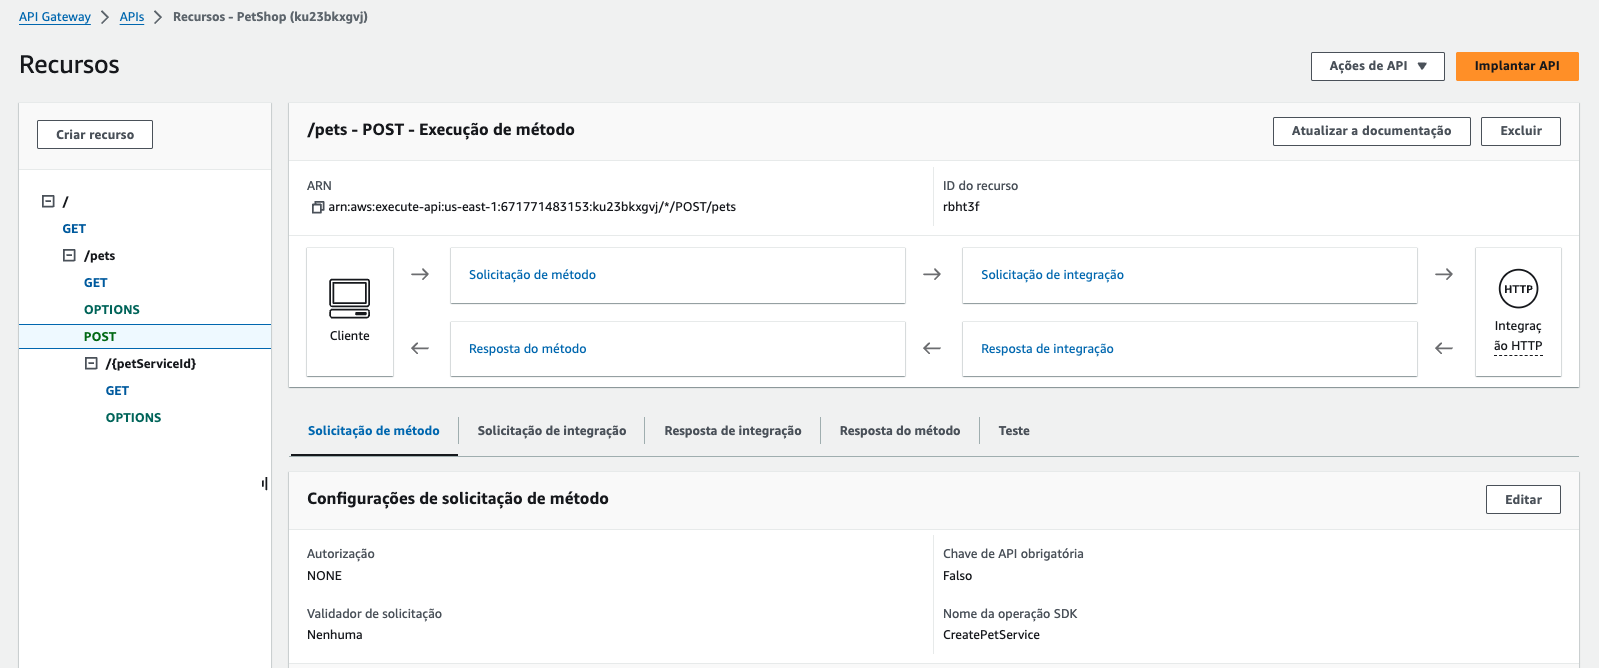 API Gateway > APIs > Recursos - PetShop (ku23bkxgvj)
Recursos
Ações de API ▼
Implantar API
Criar recurso
/
GET
/pets
GET
OPTIONS
POST
/{petServiceId}
GET
OPTIONS
/pets - POST - Execução de método
Atualizar a documentação
Excluir
ARN
arn:aws:execute-api:us-east-1:671771483153:ku23bkxgvj/*/POST/pets
ID do recurso
rbht3f
Cliente
Solicitação de método
Solicitação de integração
Resposta do método
Resposta de integração
HTTP
Integraç
ão HTTP
Solicitação de método
Solicitação de integração
Resposta de integração
Resposta do método
Teste
Configurações de solicitação de método
Editar
Autorização
NONE
Chave de API obrigatória
Falso
Validador de solicitação
Nenhuma
Nome da operação SDK
CreatePetService